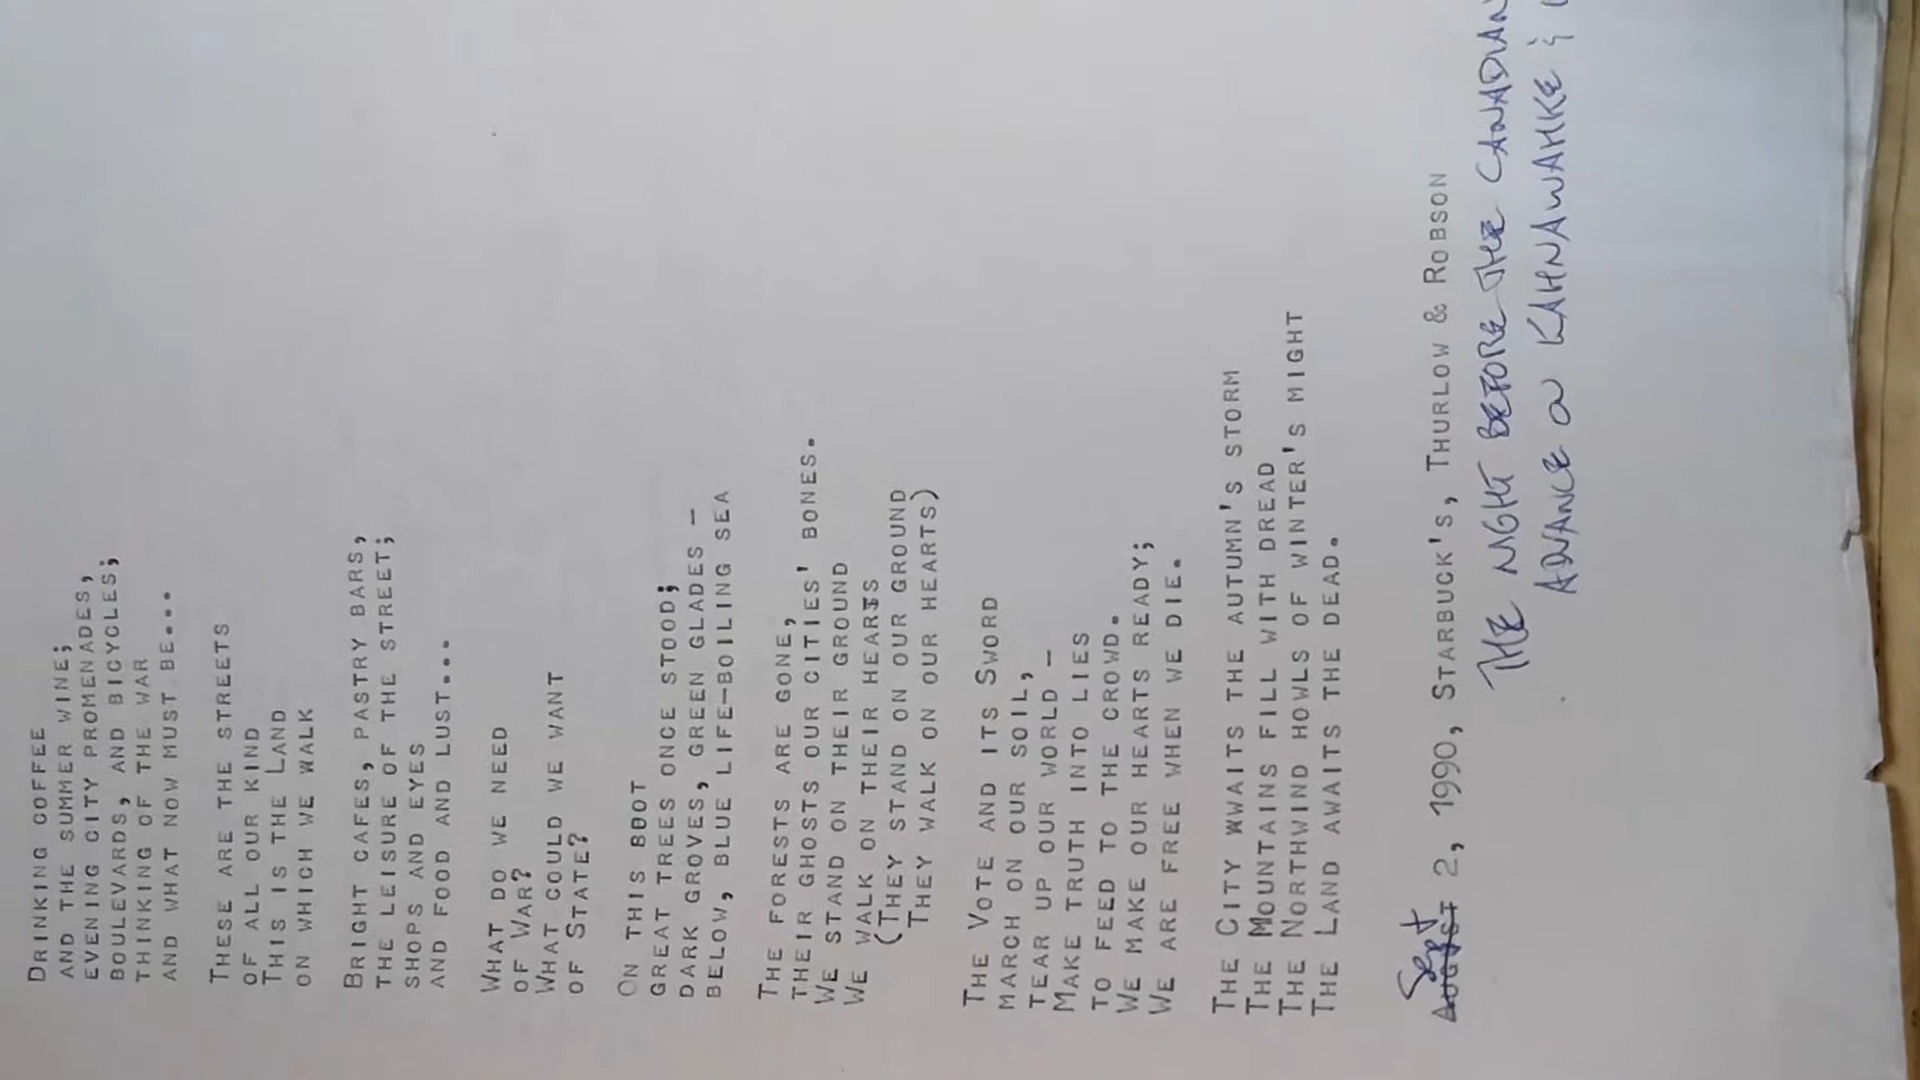 DRINKING COFFEE
AND THE SUMMER WINE;
EVENING CITY PROMENADES,
BOULEVARDS, AND BICYCLES;
THINKING OF THE WAR
AND WHAT NOW MUST BE...
THESE ARE THE STREETS
OF ALL OUR KIND
THIS IS THE LAND
ON WHICH WE WALK
BRIGHT CAFES, PASTRY BARS,
THE LEISURE OF THE STREET;
SHOPS AND EYES
AND FOOD AND LUST...
WHAT DO WE NEED
OF WAR?
WHAT COULD WE WANT
OF STATE?
ON THIS
GREAT TREES ONCE STOOD;
DARK GROVES, GREEN GLADES —
BELOW, BLUE LIFE-BOILING SEA
THE FORESTS ARE GONE,
THEIR GHOSTS OUR CITIES' BONES.
WE STAND ON THEIR GROUND
WE WALK ON THEIR HEARTS
(THEY STAND ON OUR GROUND
THEY WALK ON OUR HEARTS)
THE VOTE AND ITS SWORD
MARCH ON OUR SOIL,
TEAR UP OUR WORLD —
MAKE TRUTH INTO LIES
TO FEED TO THE CROWD.
WE MAKE OUR HEARTS READY;
WE ARE FREE WHEN WE DIE.
THE CITY AWAITS THE AUTUMN'S STORM
THE MOUNTAINS FILL WITH DREAD
THE NORTHWIND HOWLS OF WINTER'S MIGHT
THE LAND AWAITS THE DEAD.
Sept
AUGUST 2, 1990, STARBUCK'S, THURLOW & ROBSON
THE NIGHT BEFORE THE CANADIAN
ADVANCE ON KAHNAWAHKE &